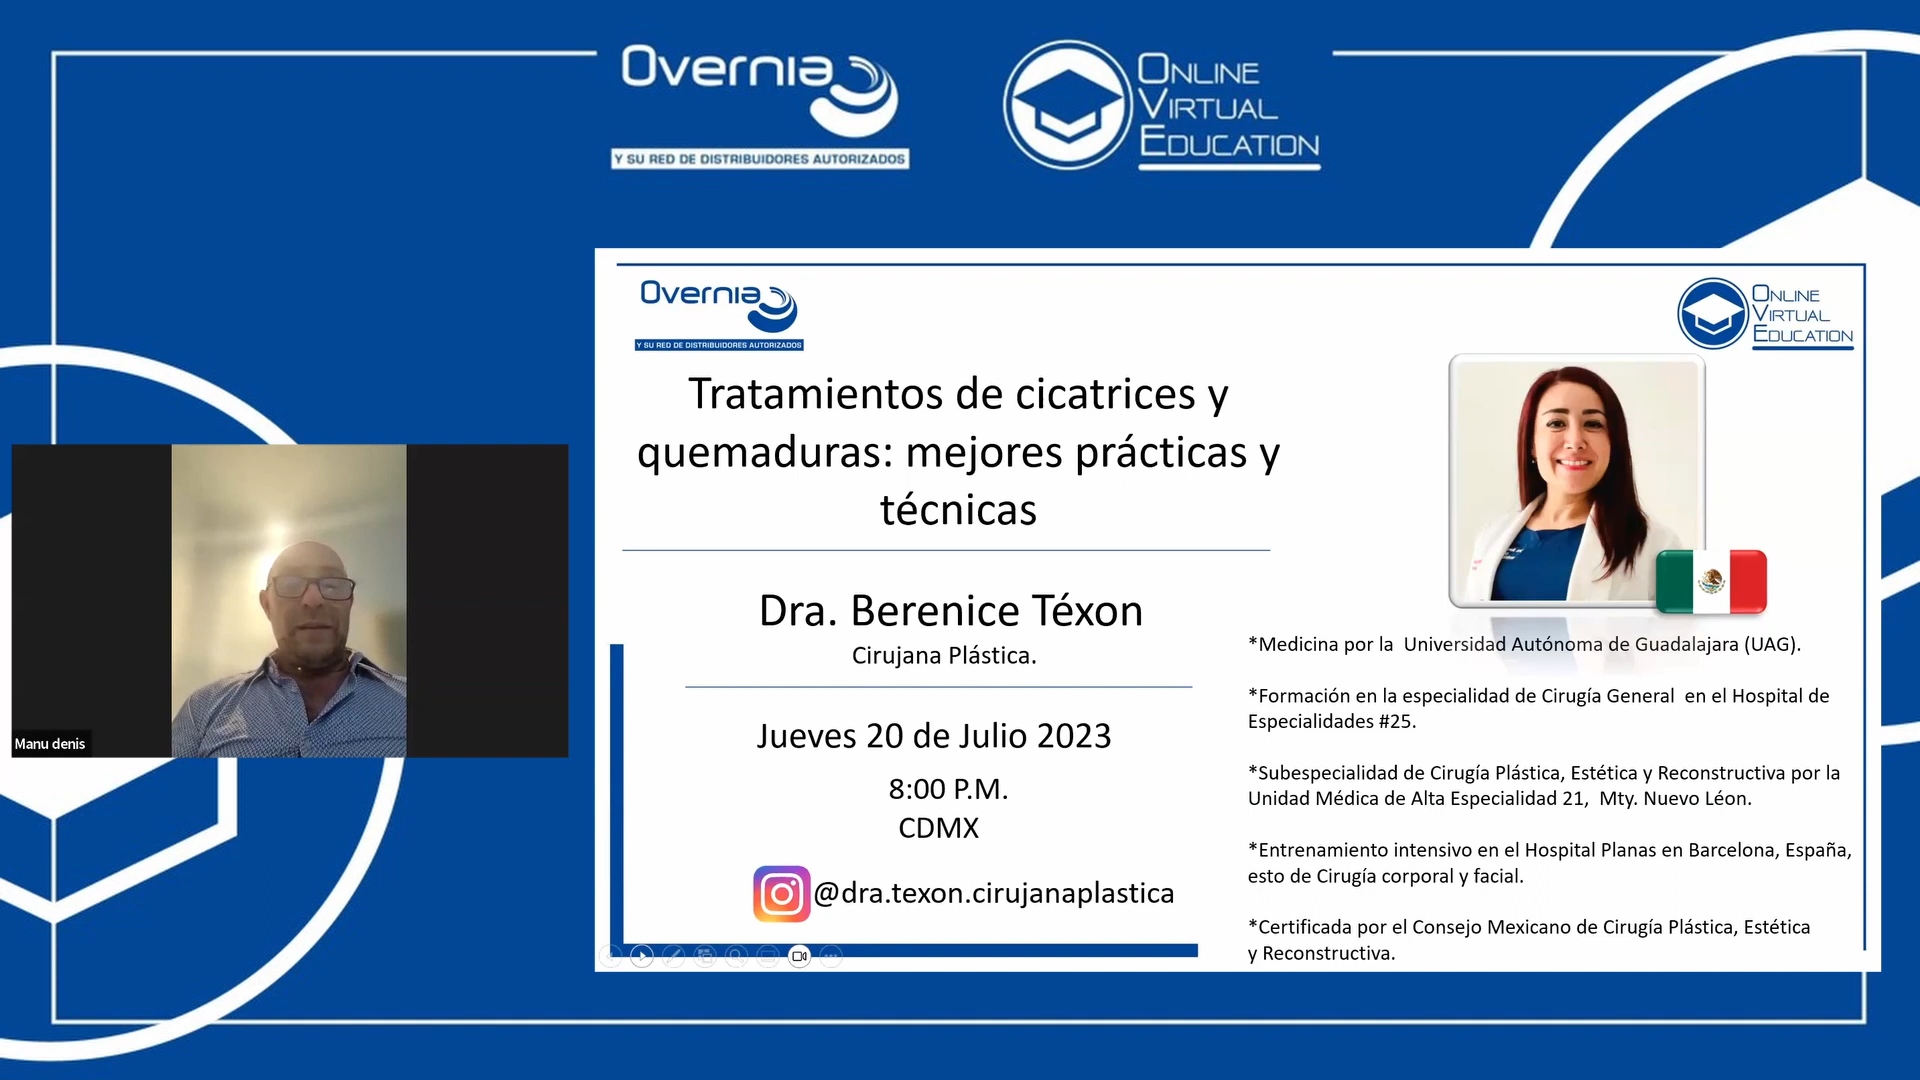 Overnia
Y SU RED DE DISTRIBUIDORES AUTORIZADOS
ONLINE
VIRTUAL
EDUCATION
Overnia
Y SU RED DE DISTRIBUIDORES AUTORIZADOS
ONLINE
VIRTUAL
EDUCATION
Tratamientos de cicatrices y
quemaduras: mejores prácticas y
técnicas
Dra. Berenice Téxon
Cirujana Plástica.
Jueves 20 de Julio 2023
8:00 P.M.
CDMX
@dra.texon.cirujanaplastica
*Medicina por la  Universidad Autónoma de Guadalajara (UAG).
*Formación en la especialidad de Cirugía General  en el Hospital de
Especialidades #25.
*Subespecialidad de Cirugía Plástica, Estética y Reconstructiva por la
Unidad Médica de Alta Especialidad 21,  Mty. Nuevo Léon.
*Entrenamiento intensivo en el Hospital Planas en Barcelona, España,
esto de Cirugía corporal y facial.
*Certificada por el Consejo Mexicano de Cirugía Plástica, Estética
y Reconstructiva.
Manu denis